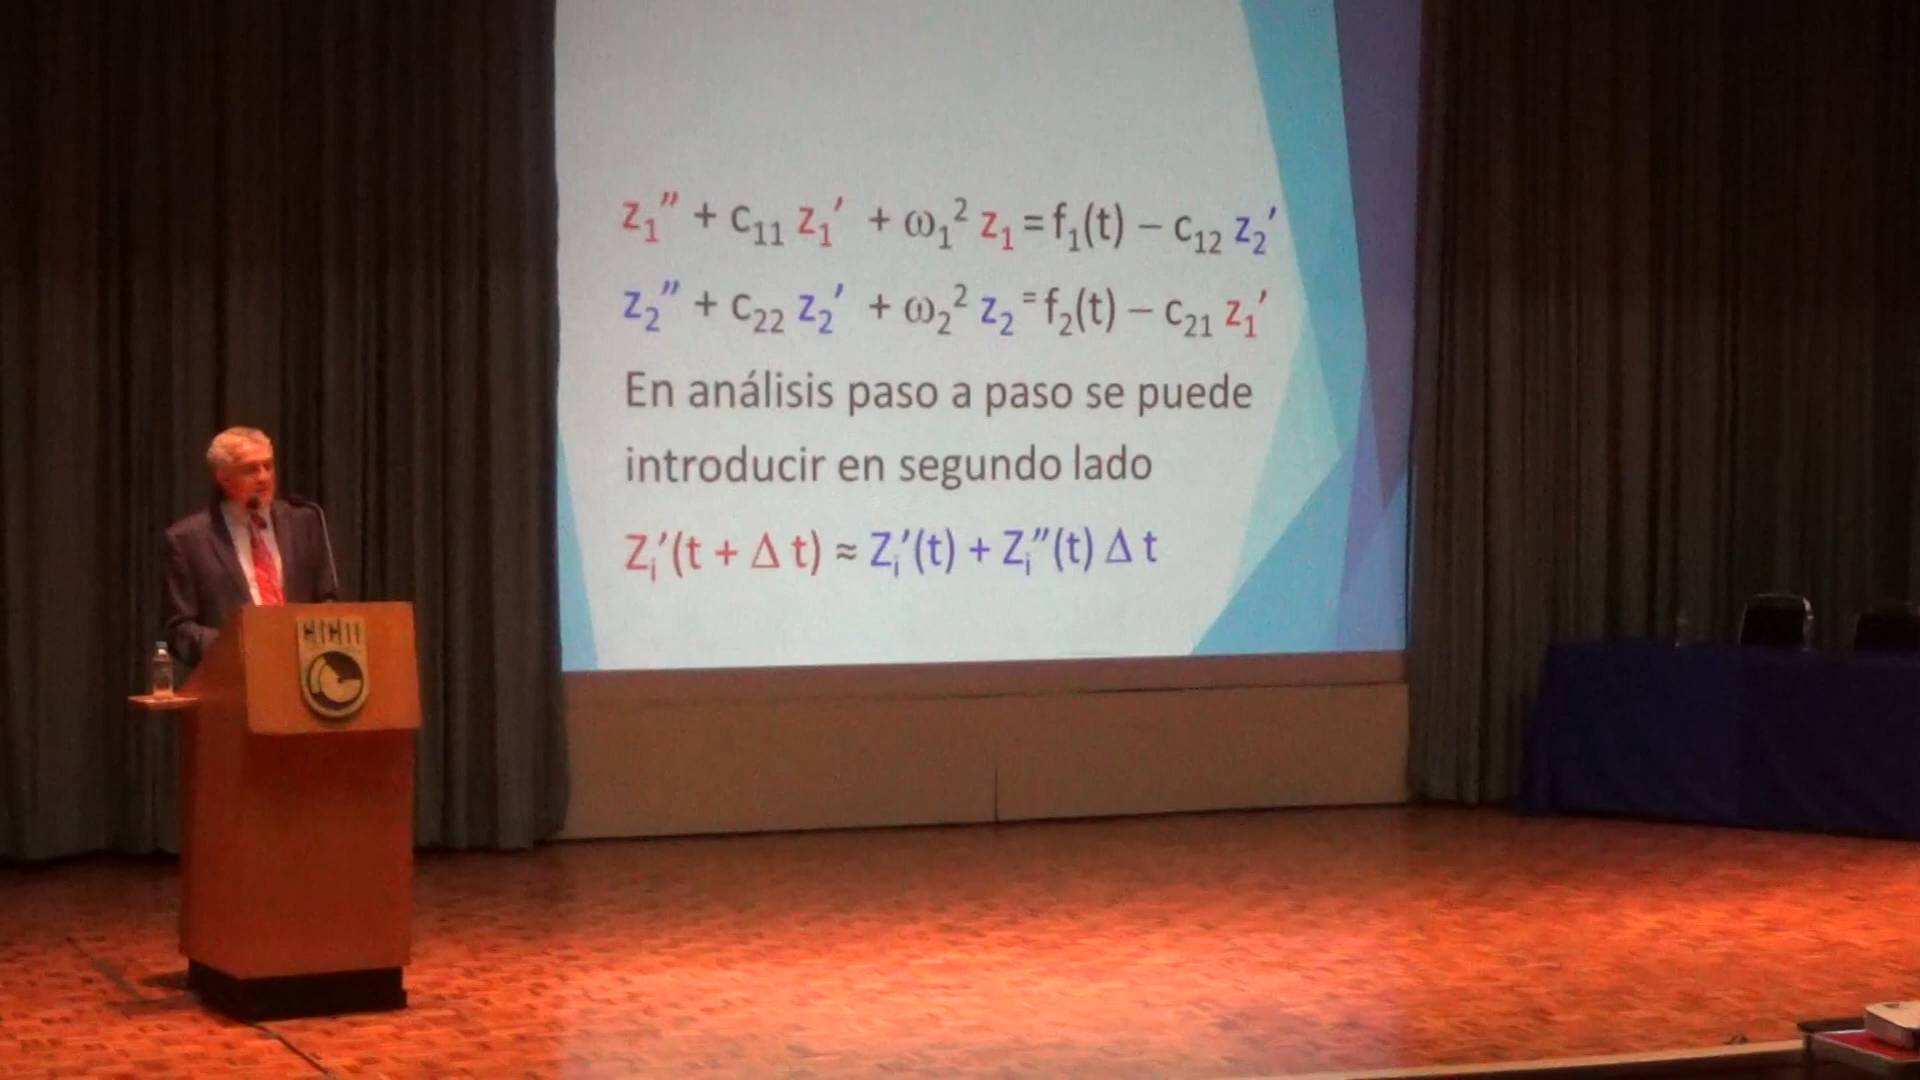 z₁″ + c₁₁ z₁′ + ω₁² z₁ = f₁(t) – c₁₂ z₂′
z₂″ + c₂₂ z₂′ + ω₂² z₂ = f₂(t) – c₂₁ z₁′
En análisis paso a paso se puede
introducir en segundo lado
Zᵢ′(t + Δ t) ≈ Zᵢ′(t) + Zᵢ″(t) Δ t